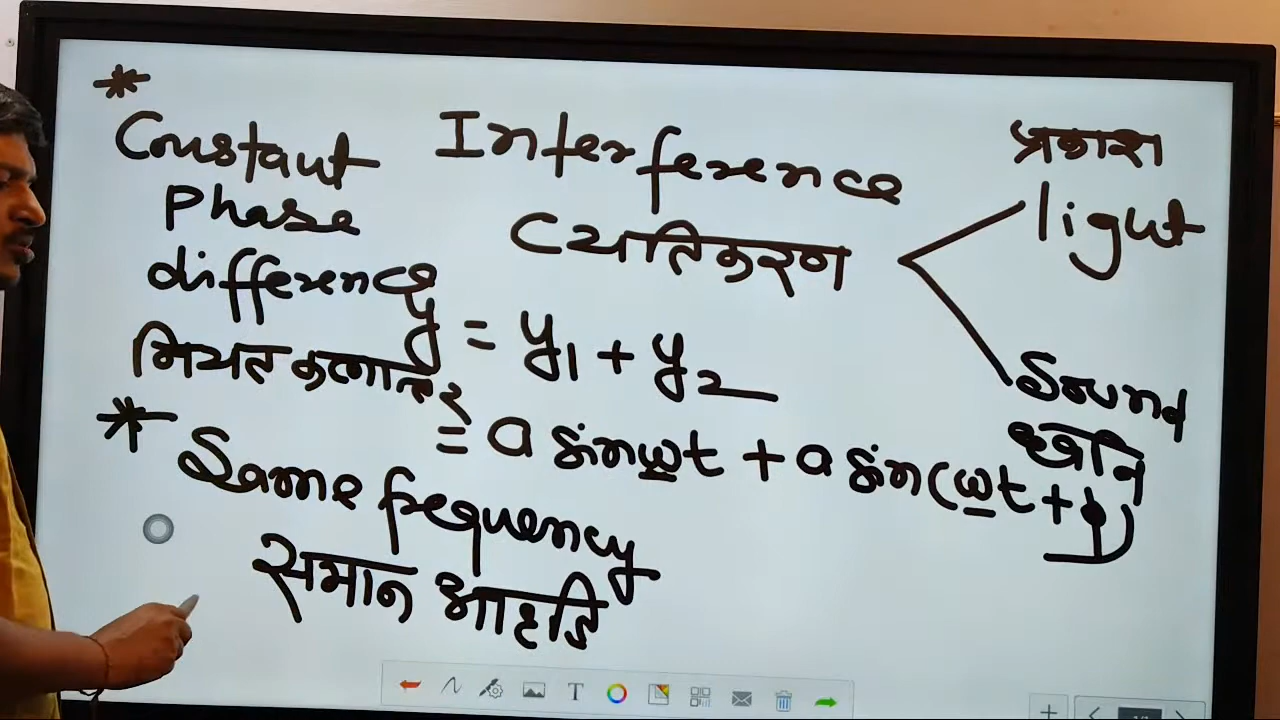 *
Constant
Phase
difference
नियत कलान्तर
*
Same frequency
समान आवृत्ति
Interference
व्यतिकरण
प्रकाश
light
Sound
ध्वनि
y = y₁ + y₂
= a sinωt + a sin(ωt + ϕ)
T